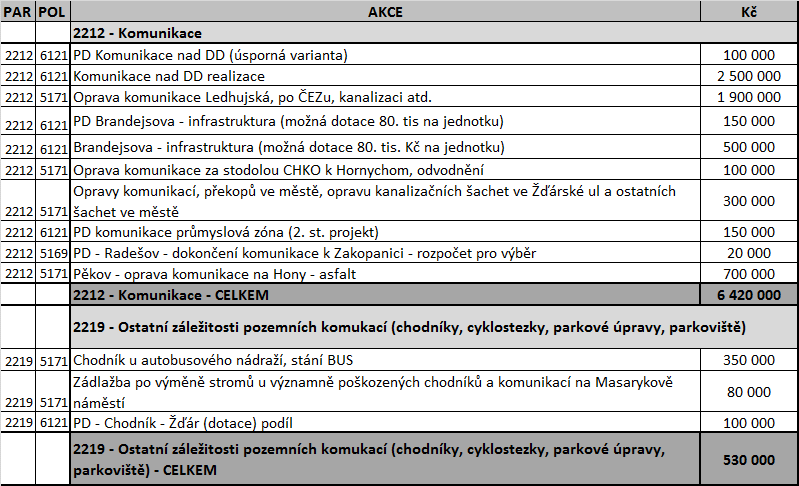 PAR POL AKCE Kč
2212 - Komunikace
2212 6121 PD Komunikace nad DD (úsporná varianta) 100 000
2212 6121 Komunikace nad DD realizace 2 500 000
2212 5171 Oprava komunikace Ledhujská, po ČEZu, kanalizaci atd. 1 900 000
2212 6121 PD Brandejsova - infrastruktura (možná dotace 80. tis na jednotku) 150 000
2212 6121 Brandejsova - infrastruktura (možná dotace 80. tis. Kč na jednotku) 500 000
2212 5171 Oprava komunikace za stodolou CHKO k Hornychom, odvodnění 100 000
Opravy komunikací, překopů ve městě, opravu kanalizačních šachet ve Žďárské ul a ostatních
2212 5171 šachet ve městě 300 000
2212 6121 PD komunikace průmyslová zóna (2. st. projekt) 150 000
2212 5169 PD - Radešov - dokončení komunikace k Zakopanici - rozpočet pro výběr 20 000
2212 5171 Pěkov - oprava komunikace na Hony - asfalt 700 000
2212 - Komunikace - CELKEM 6 420 000
2219 - Ostatní záležitosti pozemních komukací (chodníky, cyklostezky, parkové úpravy, parkoviště)
2219 5171 Chodník u autobusového nádraží, stání BUS 350 000
Zádlažba po výměně stromů u významně poškozených chodníků a komunikací na Masarykově
2219 5171 náměstí 80 000
2219 6121 PD - Chodník - Žďár (dotace) podíl 100 000
2219 - Ostatní záležitosti pozemních komukací (chodníky, cyklostezky, parkové úpravy,
parkoviště) - CELKEM 530 000